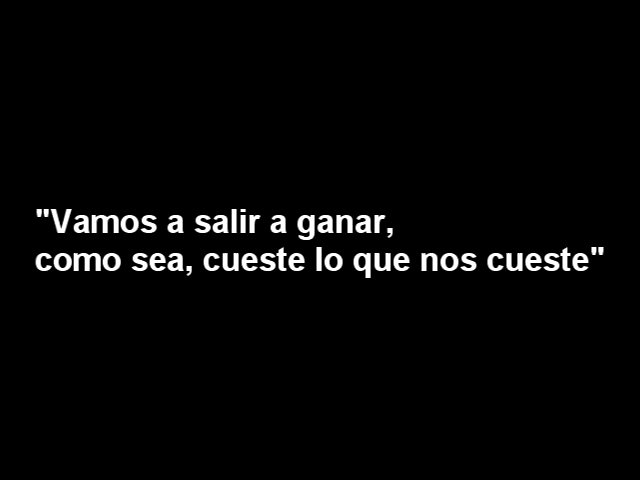 "Vamos a salir a ganar,
como sea, cueste lo que nos cueste"